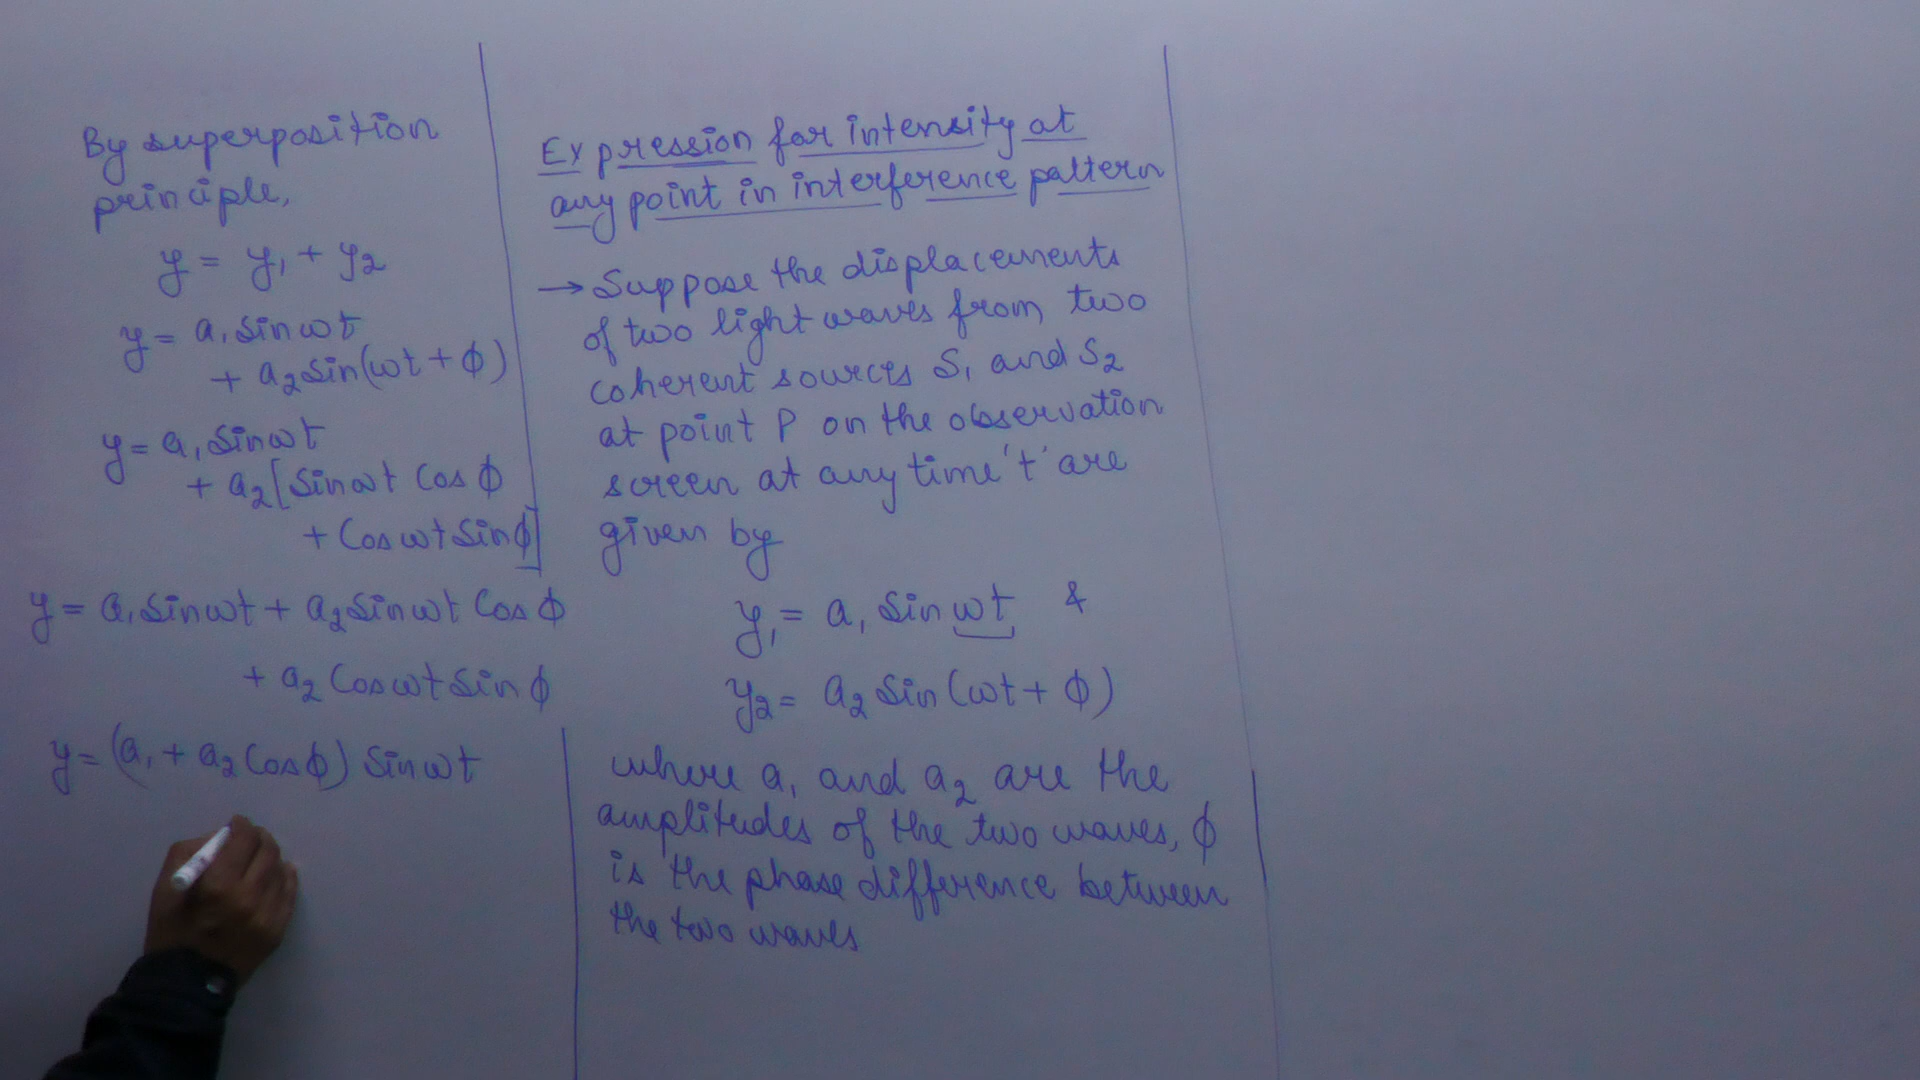 Expression for intensity at
any point in interference pattern
→ Suppose the displacements
of two light waves from two
coherent sources S₁ and S₂
at point P on the observation
screen at any time 't' are
given by
y₁ = a₁ sin ωt &
y₂ = a₂ sin (ωt + ϕ)
where a₁ and a₂ are the
amplitudes of the two waves, ϕ
is the phase difference between
the two waves
By superposition
principle,
y = y₁ + y₂
y = a₁ sin ωt
+ a₂ sin(ωt + ϕ)
y = a₁ sin ωt
+ a₂ [sin ωt cos ϕ
+ cos ωt sin ϕ]
y = a₁ sin ωt + a₂ sin ωt cos ϕ
+ a₂ cos ωt sin ϕ
y = (a₁ + a₂ cos ϕ) sin ωt